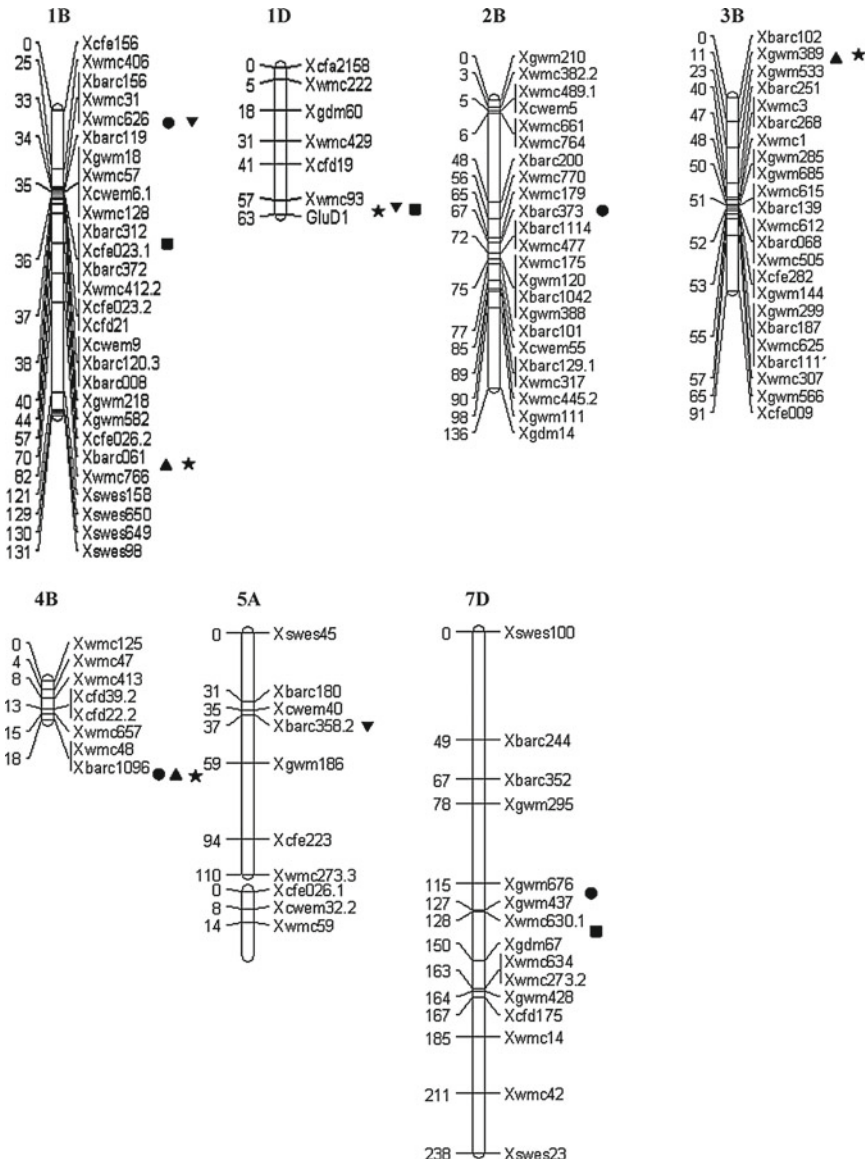 1B
0 Xcfe156
25 Xwmc406
Xbarc156
33 Xwmc31
Xwmc626
34 Xbarc119
Xgwm18
Xwmc57
35 Xcwem6.1
Xwmc128
Xbarc312
36 Xcfe023.1
Xbarc372
Xwmc412.2
Xcfe023.2
37 Xcfd21
Xcwem9
38 Xbarc120.3
Xbarc008
40 Xgwm218
44 Xgwm582
57 Xcfe026.2
70 Xbarc061
82 Xwmc766
121 Xswes158
129 Xswes650
130 Xswes649
131 Xswes98
1D
0 Xcfa2158
5 Xwmc222
18 Xgdm60
31 Xwmc429
41 Xcfd19
57 Xwmc93
63 GluD1
2B
0 Xgwm210
3 Xwmc382.2
Xwmc489.1
5 Xcwem5
Xwmc661
6 Xwmc764
48 Xbarc200
56 Xwmc770
65 Xwmc179
67 Xbarc373
Xbarc1114
72 Xwmc477
Xwmc175
Xgwm120
75 Xbarc1042
Xgwm388
77 Xbarc101
85 Xcwem55
Xbarc129.1
89 Xwmc317
90 Xwmc445.2
98 Xgwm111
136 Xgdm14
3B
0 Xbarc102
11 Xgwm389
23 Xgwm533
40 Xbarc251
Xwmc3
47 Xbarc268
48 Xwmc1
Xgwm285
50 Xgwm685
Xwmc615
51 Xbarc139
Xwmc612
52 Xbarc068
Xwmc505
Xcfe282
53 Xgwm144
Xgwm299
Xbarc187
55 Xwmc625
Xbarc111
57 Xwmc307
65 Xgwm566
91 Xcfe009
4B
0 Xwmc125
4 Xwmc47
8 Xwmc413
Xcfd39.2
13 Xcfd22.2
15 Xwmc657
Xwmc48
18 Xbarc1096
5A
0 Xswes45
31 Xbarc180
35 Xcwem40
37 Xbarc358.2
59 Xgwm186
94 Xcfe223
110 Xwmc273.3
0 Xcfe026.1
8 Xcwem32.2
14 Xwmc59
7D
0 Xswes100
49 Xbarc244
67 Xbarc352
78 Xgwm295
115 Xgwm676
127 Xgwm437
128 Xwmc630.1
150 Xgdm67
Xwmc634
163 Xwmc273.2
164 Xgwm428
167 Xcfd175
185 Xwmc14
211 Xwmc42
238 Xswes23